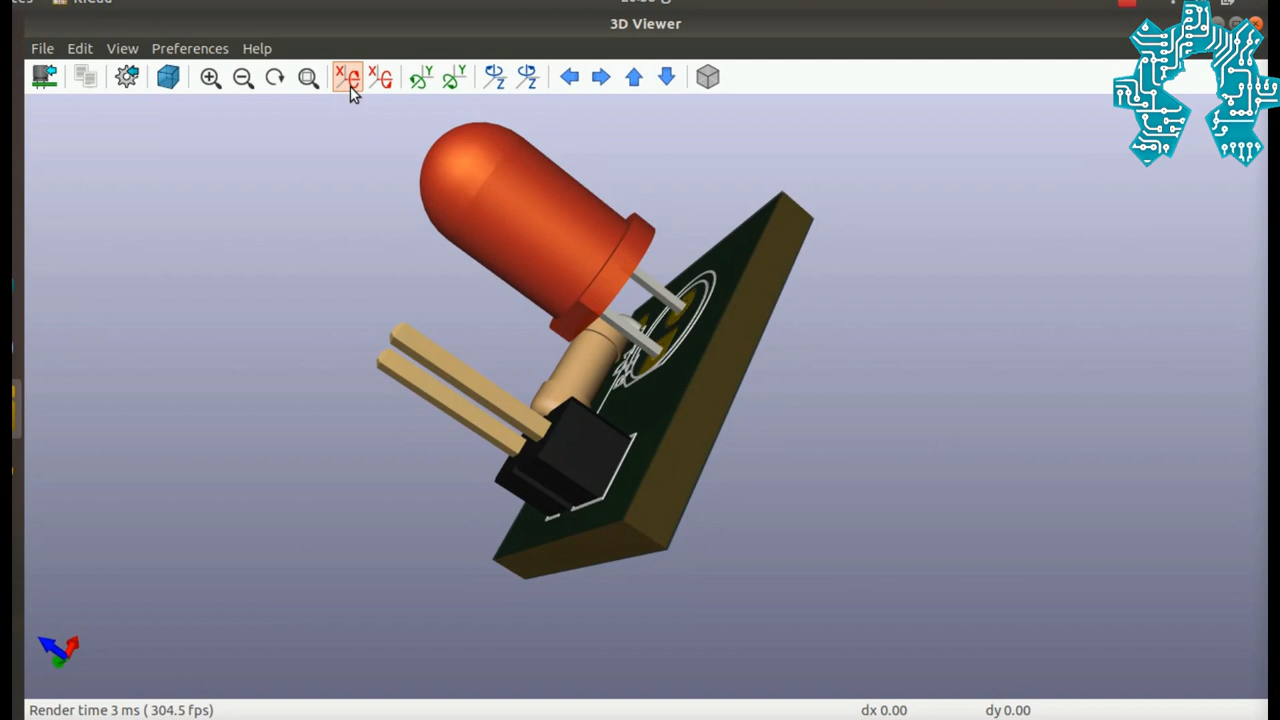 KiCad
3D Viewer
File Edit View Preferences Help
Render time 3 ms ( 304.5 fps) dx 0.00 dy 0.00